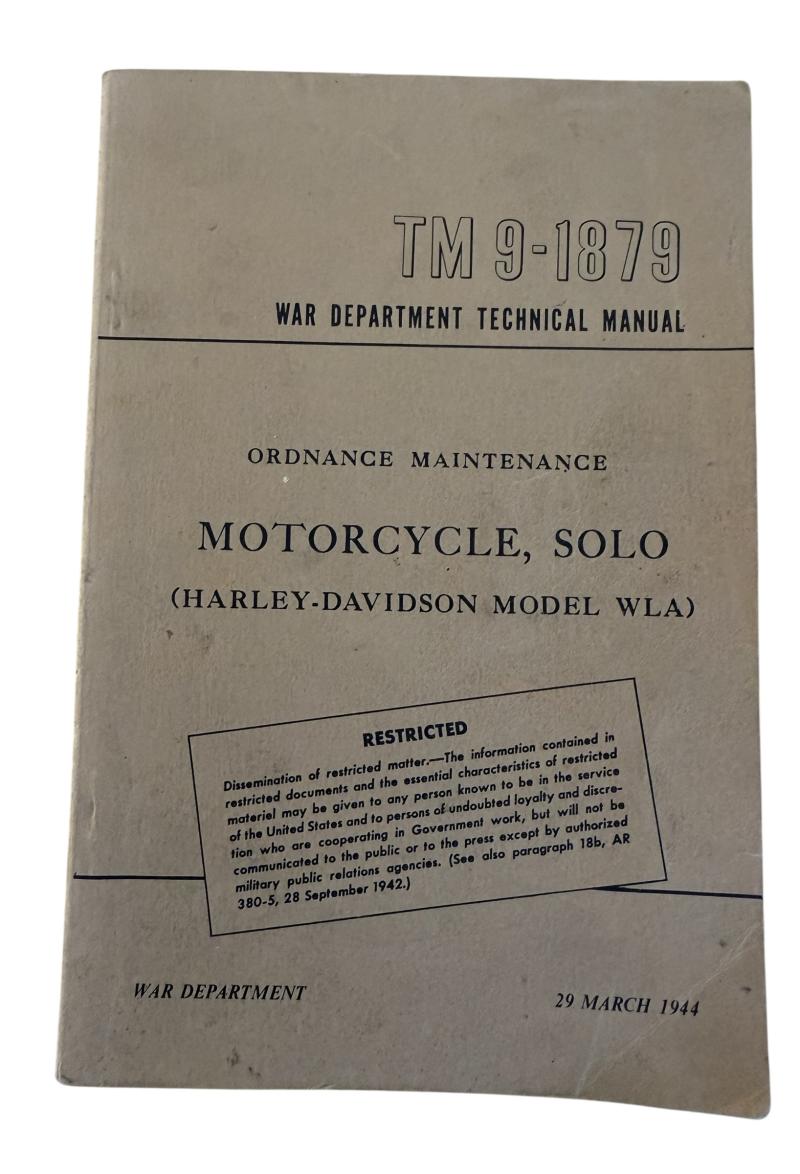 TM 9-1879
WAR DEPARTMENT TECHNICAL MANUAL
ORDNANCE MAINTENANCE
MOTORCYCLE, SOLO
(HARLEY-DAVIDSON MODEL WLA)
RESTRICTED
Dissemination of restricted matter.—The information contained in
restricted documents and the essential characteristics of restricted
materiel may be given to any person known to be in the service
of the United States and to persons of undoubted loyalty and discre-
tion who are cooperating in Government work, but will not be
communicated to the public or to the press except by authorized
military public relations agencies. (See also paragraph 18b, AR
380-5, 28 September 1942.)
WAR DEPARTMENT
29 MARCH 1944